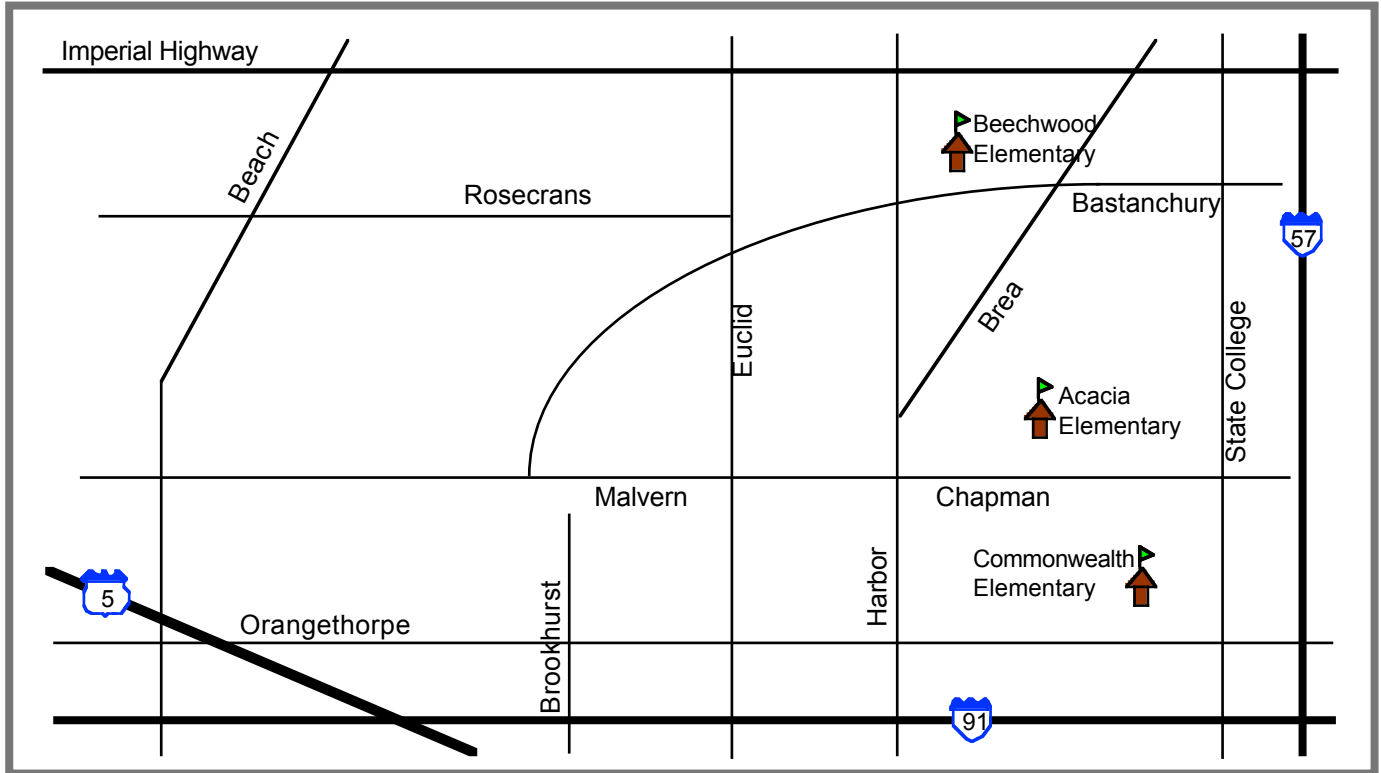 Imperial Highway
Beach
Beechwood
Elementary
Rosecrans
Bastanchury
57
Euclid
Brea
State College
Acacia
Elementary
Malvern
Chapman
Commonwealth
Elementary
Harbor
5
Orangethorpe
Brookhurst
91